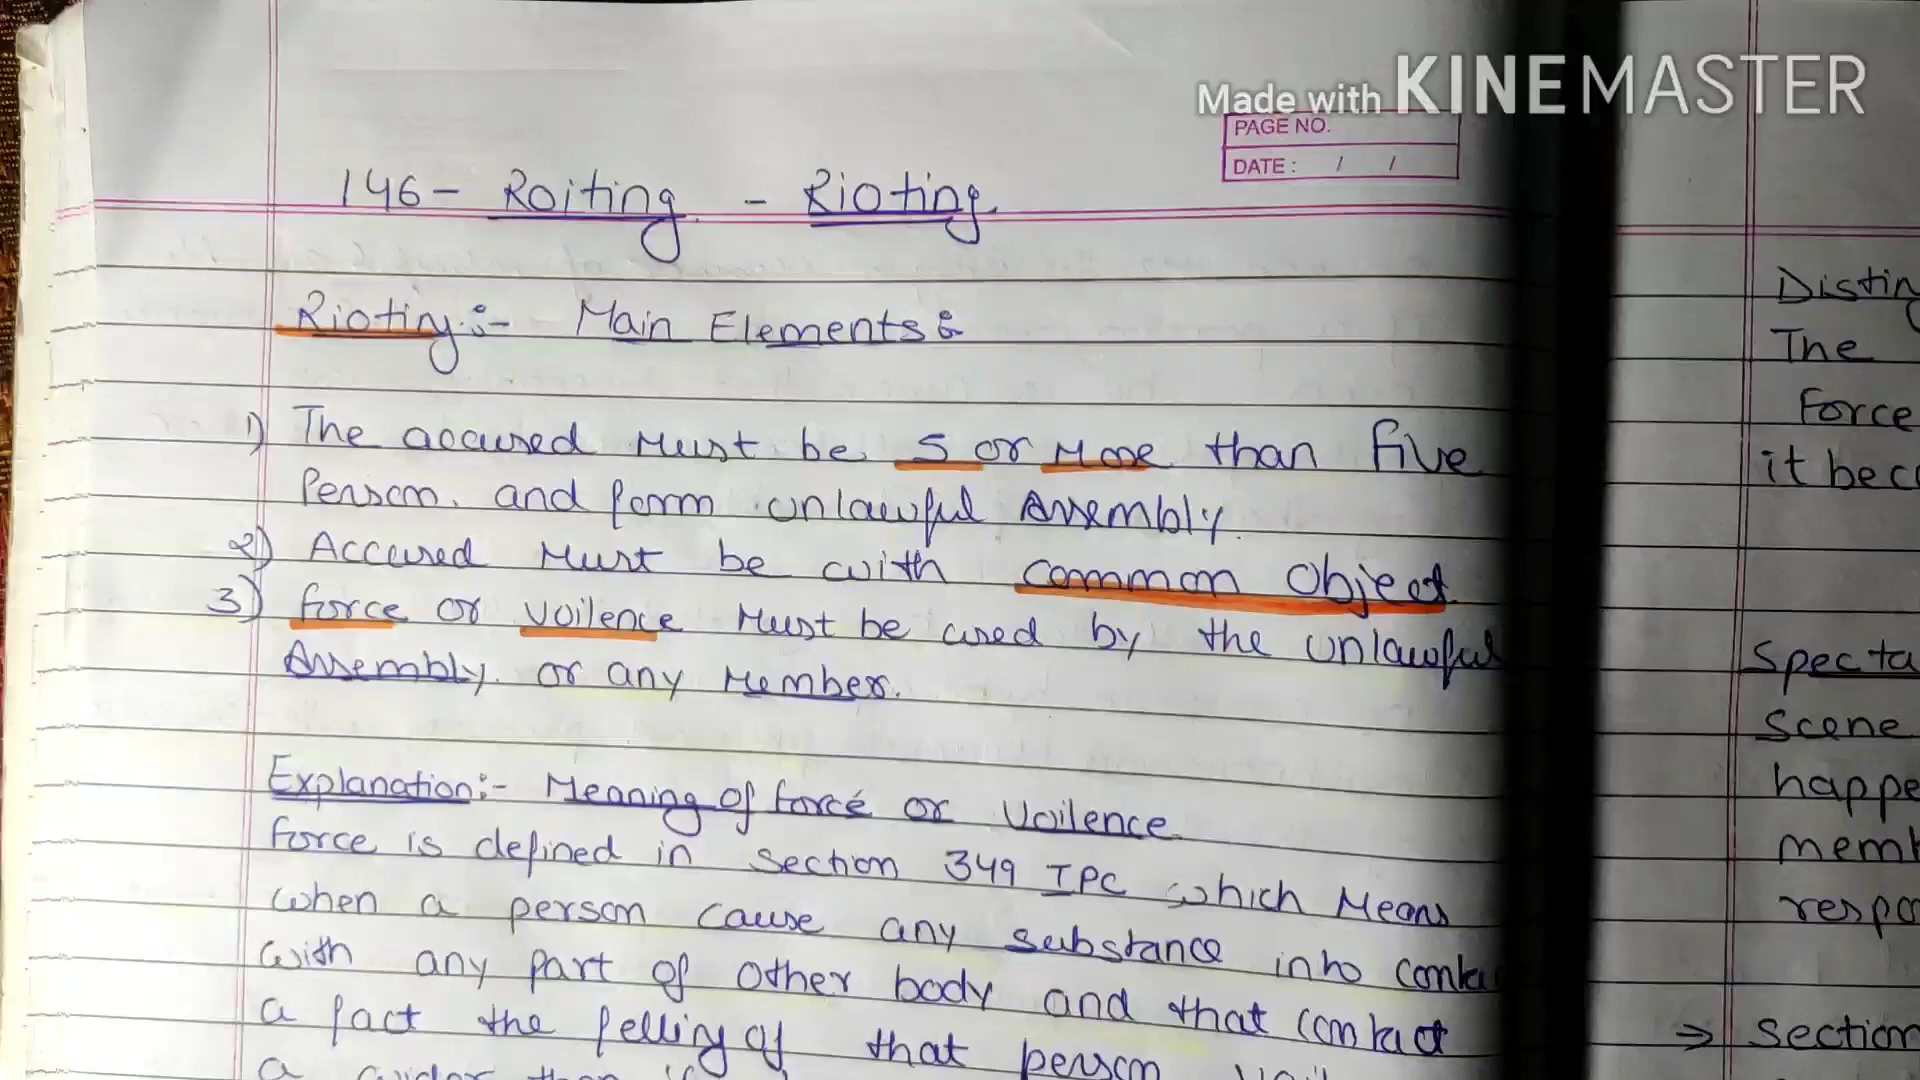 Made with KINEMASTER
PAGE NO.
DATE: / /
146- Roiting - Rioting.
Rioting:- Main Elements:
1) The accused Must be 5 or More than Five
Person. and form unlawful Assembly.
2) Accused Must be with common Object
3) force or Voilence Must be used by the unlawful
Assembly or any Member.
Explanation:- Meaning of force or Voilence
force is defined in section 349 IPC which Means
when a person cause any substance into conta
with any part of other body and that contact
a fact the felling of that person
a
Distin
The
Force
it bec
Specta
Scene
happe
memb
respo
⇒ section